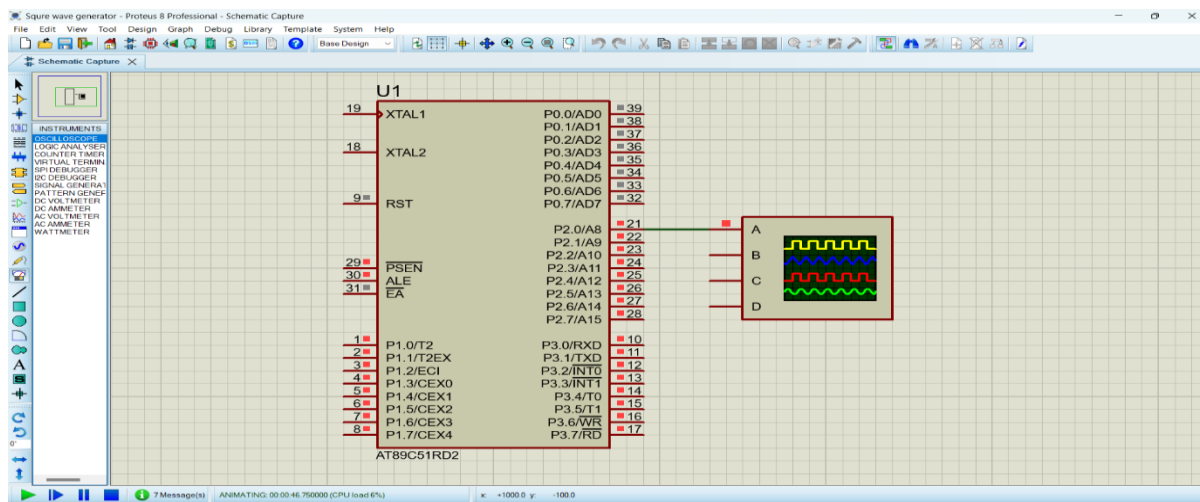 Squre wave generator - Proteus 8 Professional - Schematic Capture
File Edit View Tool Design Graph Debug Library Template System Help
Base Design
Schematic Capture
INSTRUMENTS
OSCILLOSCOPE
LOGIC ANALYSER
COUNTER TIMER
VIRTUAL TERMIN
SPI DEBUGGER
I2C DEBUGGER
SIGNAL GENERAT
PATTERN GENEF
DC VOLTMETER
DC AMMETER
AC VOLTMETER
AC AMMETER
WATTMETER
0°
U1
19 XTAL1
18 XTAL2
9 RST
29 PSEN
30 ALE
31 EA
1 P1.0/T2
2 P1.1/T2EX
3 P1.2/ECI
4 P1.3/CEX0
5 P1.4/CEX1
6 P1.5/CEX2
7 P1.6/CEX3
8 P1.7/CEX4
P0.0/AD0 39
P0.1/AD1 38
P0.2/AD2 37
P0.3/AD3 36
P0.4/AD4 35
P0.5/AD5 34
P0.6/AD6 33
P0.7/AD7 32
P2.0/A8 21
P2.1/A9 22
P2.2/A10 23
P2.3/A11 24
P2.4/A12 25
P2.5/A13 26
P2.6/A14 27
P2.7/A15 28
P3.0/RXD 10
P3.1/TXD 11
P3.2/INT0 12
P3.3/INT1 13
P3.4/T0 14
P3.5/T1 15
P3.6/WR 16
P3.7/RD 17
AT89C51RD2
A
B
C
D
7 Message(s) ANIMATING: 00:00:46.750000 (CPU load 6%) x: +1000.0 y: -100.0